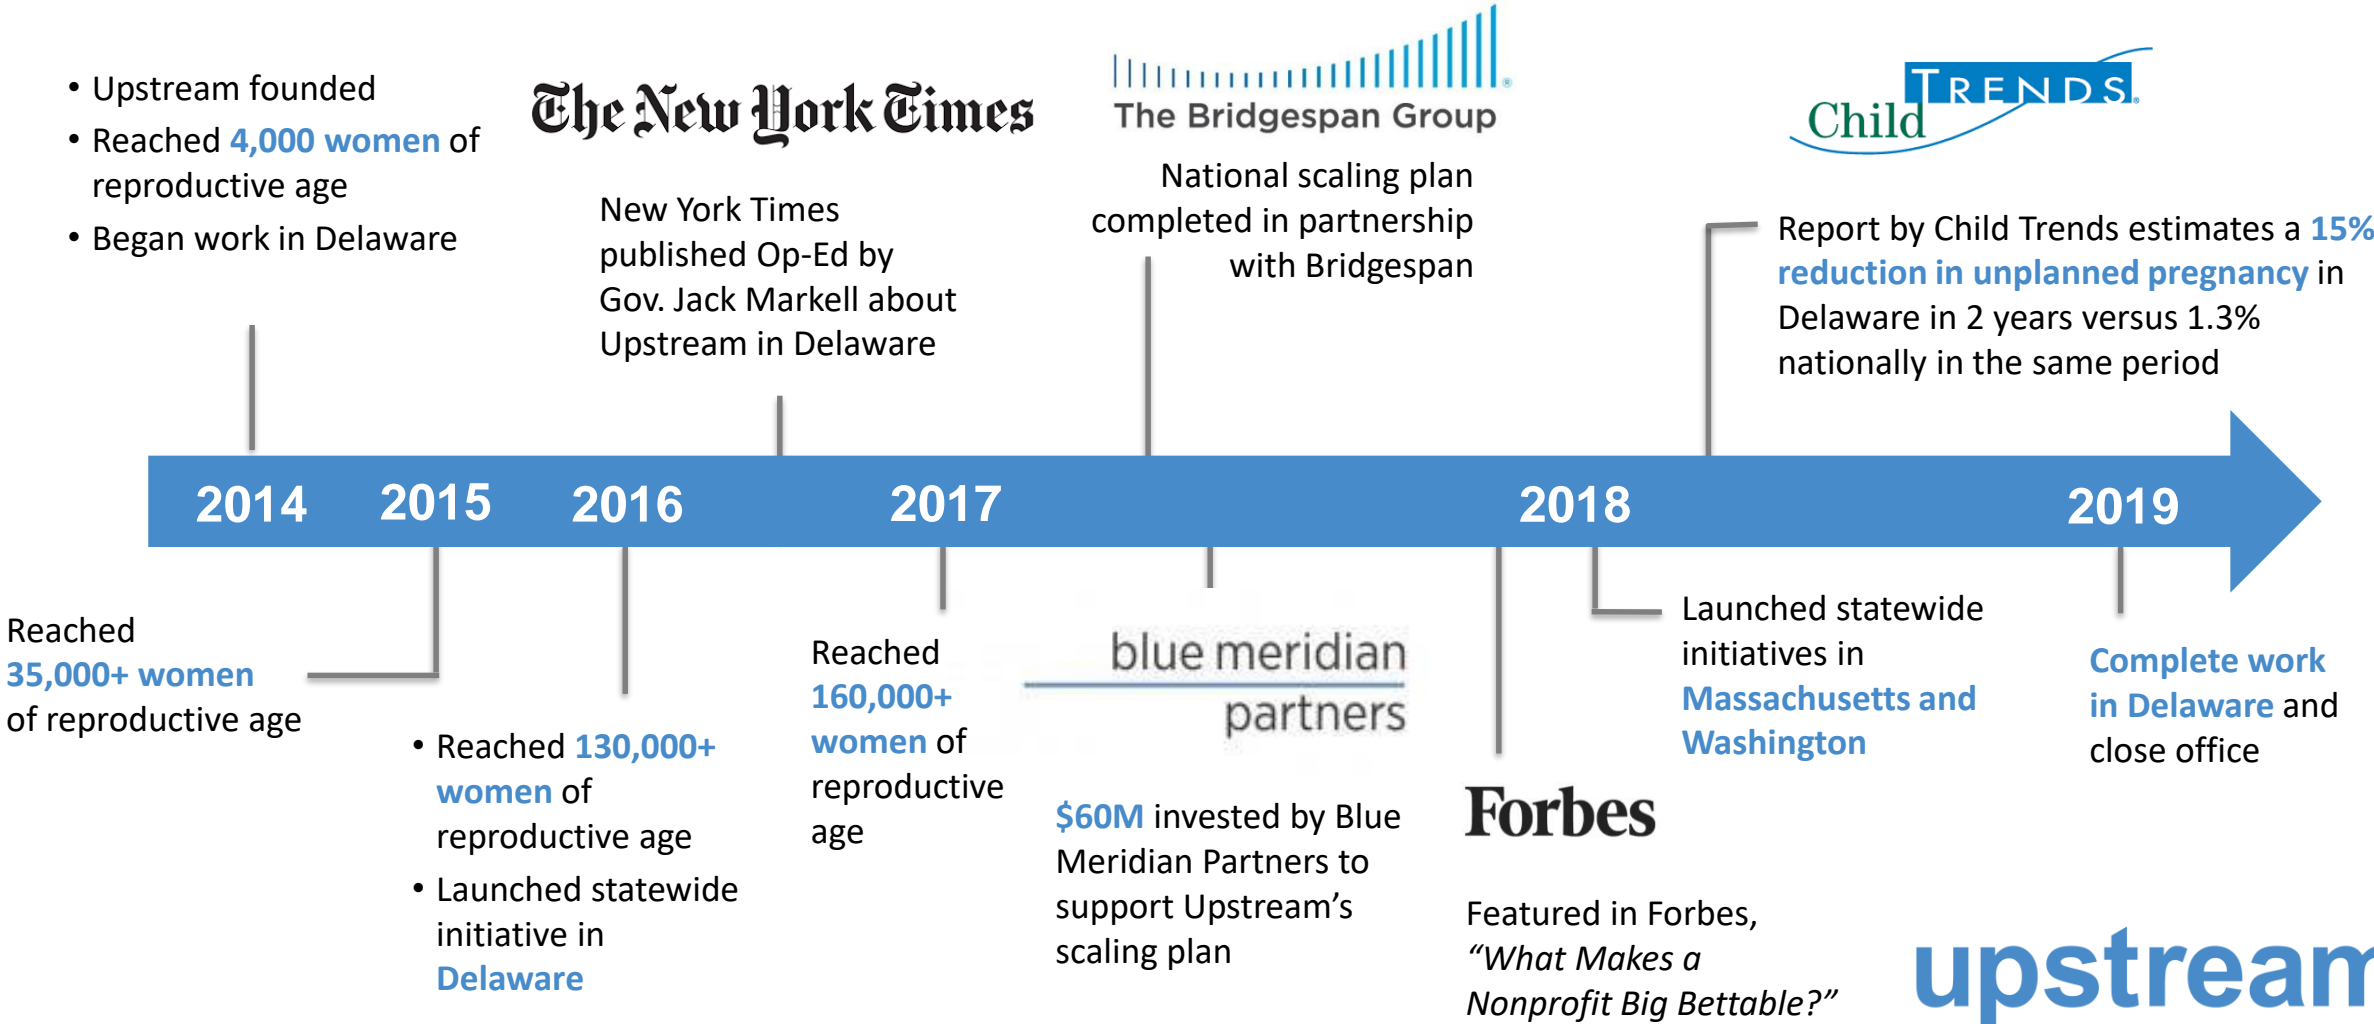 • Upstream founded
• Reached 4,000 women of
reproductive age
• Began work in Delaware
The New York Times
New York Times
published Op-Ed by
Gov. Jack Markell about
Upstream in Delaware
The Bridgespan Group
National scaling plan
completed in partnership
with Bridgespan
Child TRENDS
Report by Child Trends estimates a 15%
reduction in unplanned pregnancy in
Delaware in 2 years versus 1.3%
nationally in the same period
2014
2015
2016
2017
2018
2019
Reached
35,000+ women
of reproductive age
• Reached 130,000+
women of
reproductive age
• Launched statewide
initiative in
Delaware
Reached
160,000+
women of
reproductive
age
blue meridian
partners
$60M invested by Blue
Meridian Partners to
support Upstream’s
scaling plan
Forbes
Featured in Forbes,
“What Makes a
Nonprofit Big Bettable?”
Launched statewide
initiatives in
Massachusetts and
Washington
Complete work
in Delaware and
close office
upstream